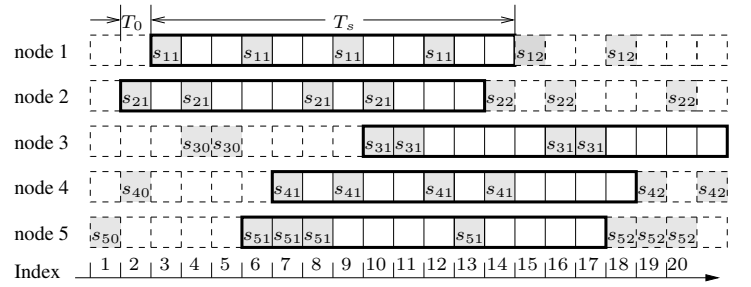 T₀ Tₛ
node 1 s₁₁ s₁₁ s₁₁ s₁₁ s₁₂ s₁₂
node 2 s₂₁ s₂₁ s₂₁ s₂₁ s₂₂ s₂₂ s₂₂
node 3 s₃₀ s₃₀ s₃₁ s₃₁ s₃₁ s₃₁
node 4 s₄₀ s₄₁ s₄₁ s₄₁ s₄₁ s₄₂ s₄₂
node 5 s₅₀ s₅₁ s₅₁ s₅₁ s₅₁ s₅₂ s₅₂ s₅₂
Index 1 2 3 4 5 6 7 8 9 10 11 12 13 14 15 16 17 18 19 20